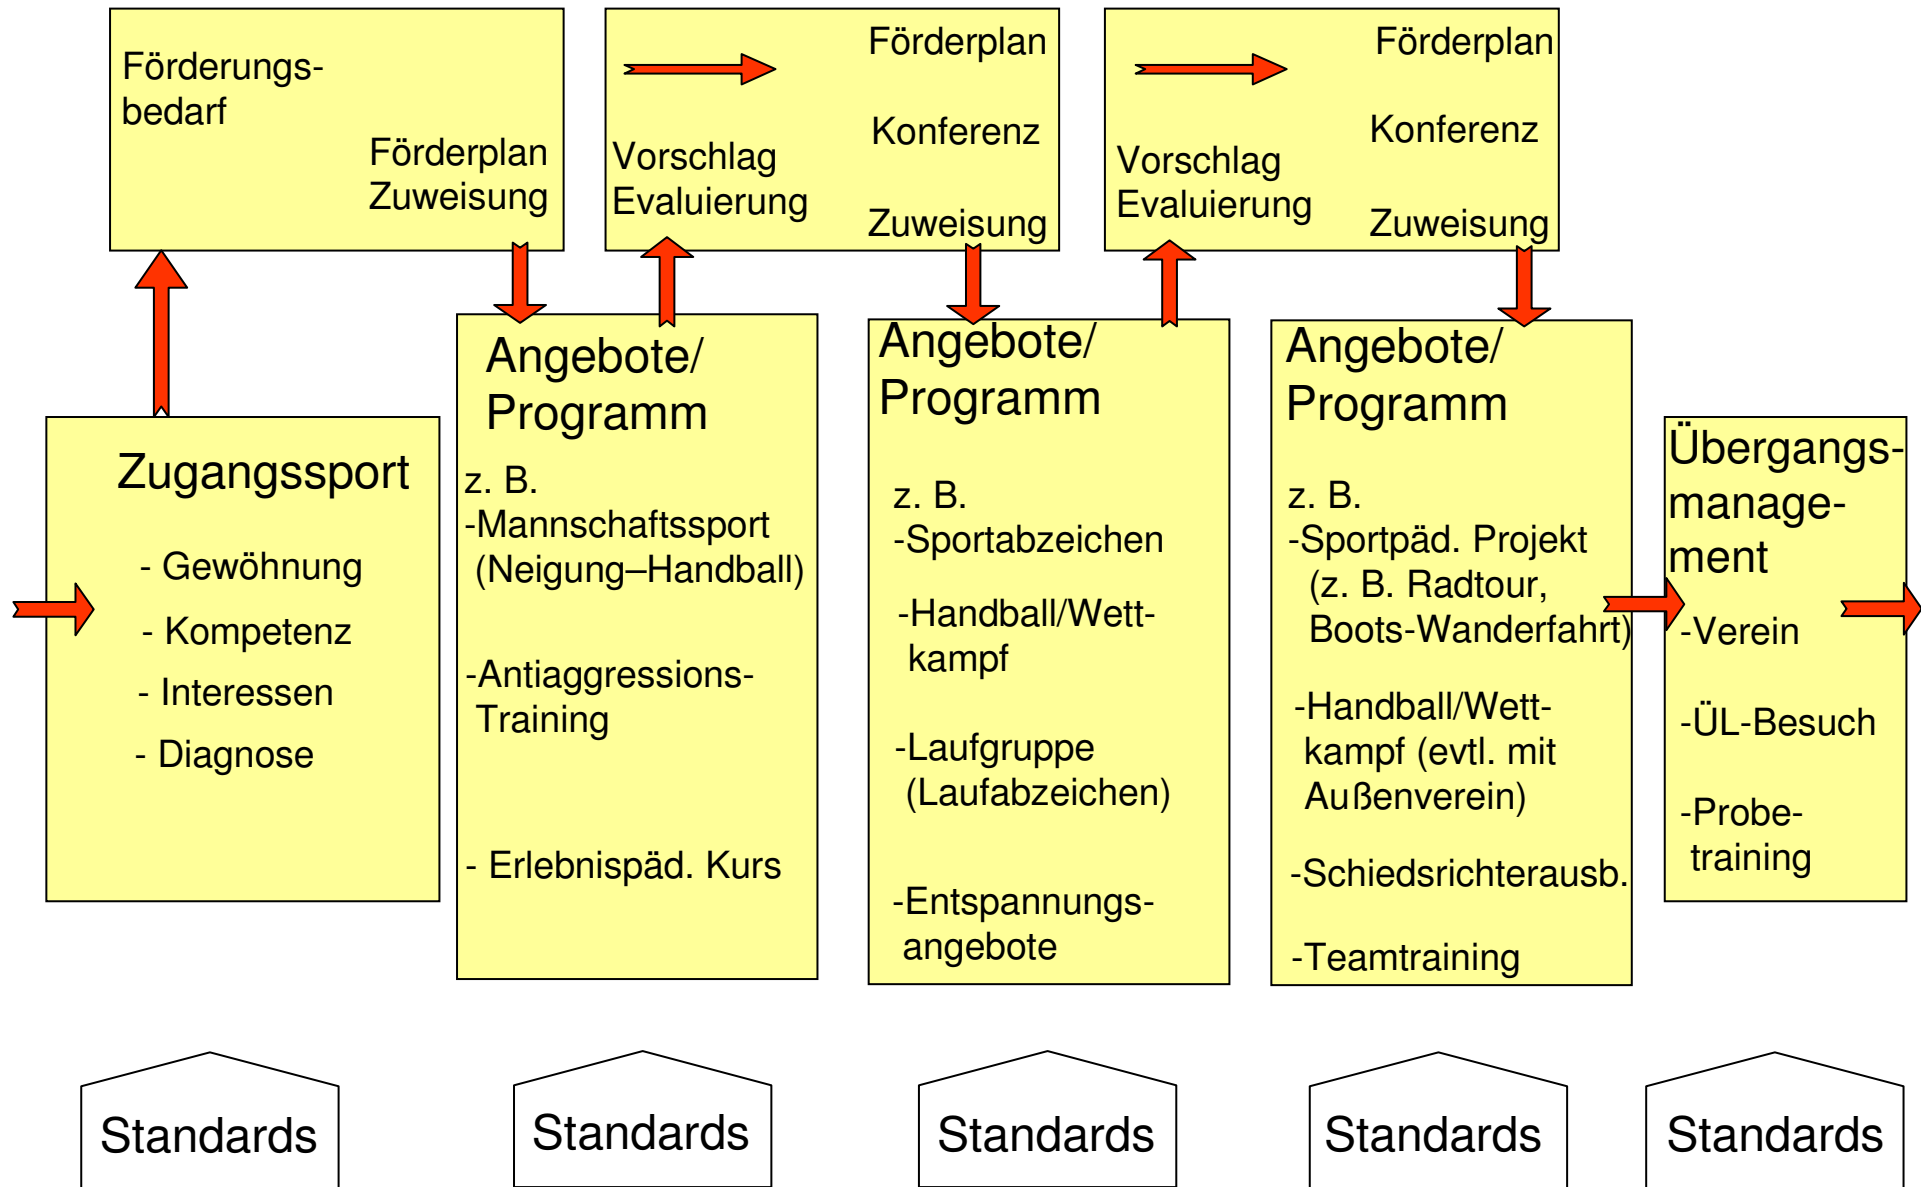 Förderungs-
bedarf
Förderplan
Zuweisung
Vorschlag
Evaluierung
Förderplan
Konferenz
Zuweisung
Vorschlag
Evaluierung
Förderplan
Konferenz
Zuweisung
Zugangssport
- Gewöhnung
- Kompetenz
- Interessen
- Diagnose
Angebote/
Programm
z. B.
-Mannschaftssport
(Neigung–Handball)
-Antiaggressions-
Training
- Erlebnispäd. Kurs
Angebote/
Programm
z. B.
-Sportabzeichen
-Handball/Wett-
kampf
-Laufgruppe
(Laufabzeichen)
-Entspannungs-
angebote
Angebote/
Programm
z. B.
-Sportpäd. Projekt
(z. B. Radtour,
Boots-Wanderfahrt)
-Handball/Wett-
kampf (evtl. mit
Außenverein)
-Schiedsrichterausb.
-Teamtraining
Übergangs-
manage-
ment
-Verein
-ÜL-Besuch
-Probe-
training
Standards
Standards
Standards
Standards
Standards